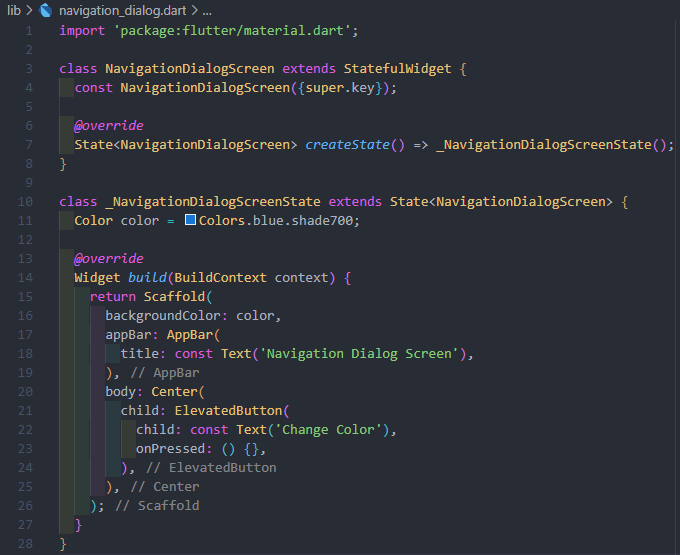 lib > navigation_dialog.dart > ...
1 import 'package:flutter/material.dart';
2
3 class NavigationDialogScreen extends StatefulWidget {
4   const NavigationDialogScreen({super.key});
5
6   @override
7   State<NavigationDialogScreen> createState() => _NavigationDialogScreenState();
8 }
9
10 class _NavigationDialogScreenState extends State<NavigationDialogScreen> {
11   Color color = Colors.blue.shade700;
12
13   @override
14   Widget build(BuildContext context) {
15     return Scaffold(
16       backgroundColor: color,
17       appBar: AppBar(
18         title: const Text('Navigation Dialog Screen'),
19       ), // AppBar
20       body: Center(
21         child: ElevatedButton(
22           child: const Text('Change Color'),
23           onPressed: () {},
24         ), // ElevatedButton
25       ), // Center
26     ); // Scaffold
27   }
28 }